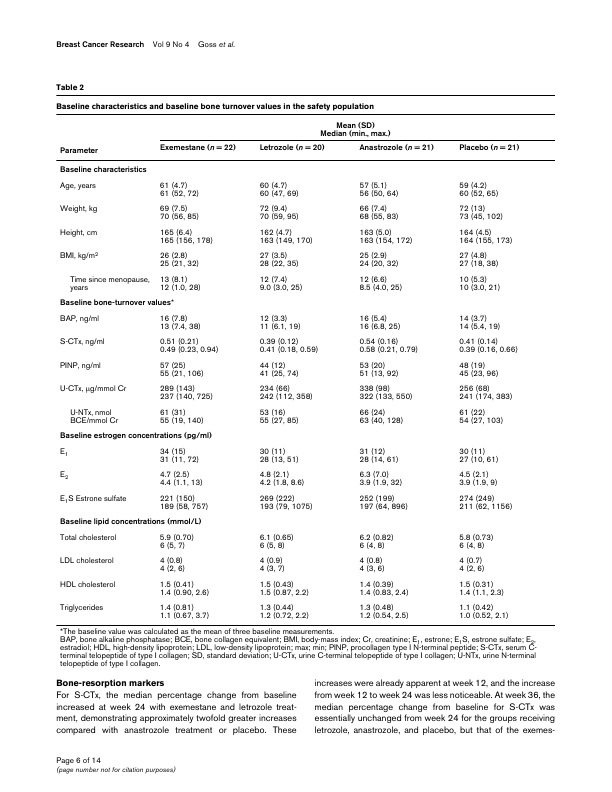 Breast Cancer Research Vol 9 No 4 Goss et al.
Table 2
Baseline characteristics and baseline bone turnover values in the safety population
Mean (SD)
Median (min., max.)
Parameter Exemestane (n = 22) Letrozole (n = 20) Anastrozole (n = 21) Placebo (n = 21)
Baseline characteristics
Age, years 61 (4.7) 60 (4.7) 57 (5.1) 59 (4.2)
61 (52, 72) 60 (47, 69) 56 (50, 64) 60 (52, 65)
Weight, kg 69 (7.5) 72 (9.4) 66 (7.4) 72 (13)
70 (56, 85) 70 (59, 95) 68 (55, 83) 73 (45, 102)
Height, cm 165 (6.4) 162 (4.7) 163 (5.0) 164 (4.5)
165 (156, 178) 163 (149, 170) 163 (154, 172) 164 (155, 173)
BMI, kg/m² 26 (2.8) 27 (3.5) 25 (2.9) 27 (4.8)
25 (21, 32) 28 (22, 35) 24 (20, 32) 27 (18, 38)
Time since menopause, 13 (8.1) 12 (7.4) 12 (6.6) 10 (5.3)
years 12 (1.0, 28) 9.0 (3.0, 25) 8.5 (4.0, 25) 10 (3.0, 21)
Baseline bone-turnover values*
BAP, ng/ml 16 (7.8) 12 (3.3) 16 (5.4) 14 (3.7)
13 (7.4, 38) 11 (6.1, 19) 16 (6.8, 25) 14 (5.4, 19)
S-CTx, ng/ml 0.51 (0.21) 0.39 (0.12) 0.54 (0.16) 0.41 (0.14)
0.49 (0.23, 0.94) 0.41 (0.18, 0.59) 0.58 (0.21, 0.79) 0.39 (0.16, 0.66)
PINP, ng/ml 57 (25) 44 (12) 53 (20) 48 (19)
55 (21, 106) 41 (25, 74) 51 (13, 92) 45 (23, 96)
U-CTx, μg/mmol Cr 289 (143) 234 (66) 338 (98) 256 (68)
237 (140, 725) 242 (112, 358) 322 (133, 550) 241 (174, 383)
U-NTx, nmol 61 (31) 53 (16) 66 (24) 61 (22)
BCE/mmol Cr 55 (19, 140) 55 (27, 85) 63 (40, 128) 54 (27, 103)
Baseline estrogen concentrations (pg/ml)
E₁ 34 (15) 30 (11) 31 (12) 30 (11)
31 (11, 72) 28 (13, 51) 28 (14, 61) 27 (10, 61)
E₂ 4.7 (2.5) 4.8 (2.1) 6.3 (7.0) 4.5 (2.1)
4.4 (1.1, 13) 4.2 (1.8, 8.6) 3.9 (1.9, 32) 3.9 (1.9, 9)
E₁S Estrone sulfate 221 (150) 269 (222) 252 (199) 274 (249)
189 (58, 757) 193 (79, 1075) 197 (64, 896) 211 (62, 1156)
Baseline lipid concentrations (mmol/L)
Total cholesterol 5.9 (0.70) 6.1 (0.65) 6.2 (0.82) 5.8 (0.73)
6 (5, 7) 6 (5, 8) 6 (4, 8) 6 (4, 8)
LDL cholesterol 4 (0.8) 4 (0.9) 4 (0.8) 4 (0.7)
4 (2, 6) 4 (3, 7) 4 (3, 6) 4 (2, 6)
HDL cholesterol 1.5 (0.41) 1.5 (0.43) 1.4 (0.39) 1.5 (0.31)
1.4 (0.90, 2.6) 1.5 (0.87, 2.2) 1.4 (0.83, 2.4) 1.4 (1.1, 2.3)
Triglycerides 1.4 (0.81) 1.3 (0.44) 1.3 (0.48) 1.1 (0.42)
1.1 (0.67, 3.7) 1.2 (0.72, 2.2) 1.2 (0.54, 2.5) 1.0 (0.52, 2.1)
*The baseline value was calculated as the mean of three baseline measurements.
BAP, bone alkaline phosphatase; BCE, bone collagen equivalent; BMI, body-mass index; Cr, creatinine; E₁, estrone; E₁S, estrone sulfate; E₂,
estradiol; HDL, high-density lipoprotein; LDL, low-density lipoprotein; max; min; PINP, procollagen type I N-terminal peptide; S-CTx, serum C-
terminal telopeptide of type I collagen; SD, standard deviation; U-CTx, urine C-terminal telopeptide of type I collagen; U-NTx, urine N-terminal
telopeptide of type I collagen.
Bone-resorption markers
For S-CTx, the median percentage change from baseline
increased at week 24 with exemestane and letrozole treat-
ment, demonstrating approximately twofold greater increases
compared with anastrozole treatment or placebo. These
increases were already apparent at week 12, and the increase
from week 12 to week 24 was less noticeable. At week 36, the
median percentage change from baseline for S-CTx was
essentially unchanged from week 24 for the groups receiving
letrozole, anastrozole, and placebo, but that of the exemes-
Page 6 of 14
(page number not for citation purposes)